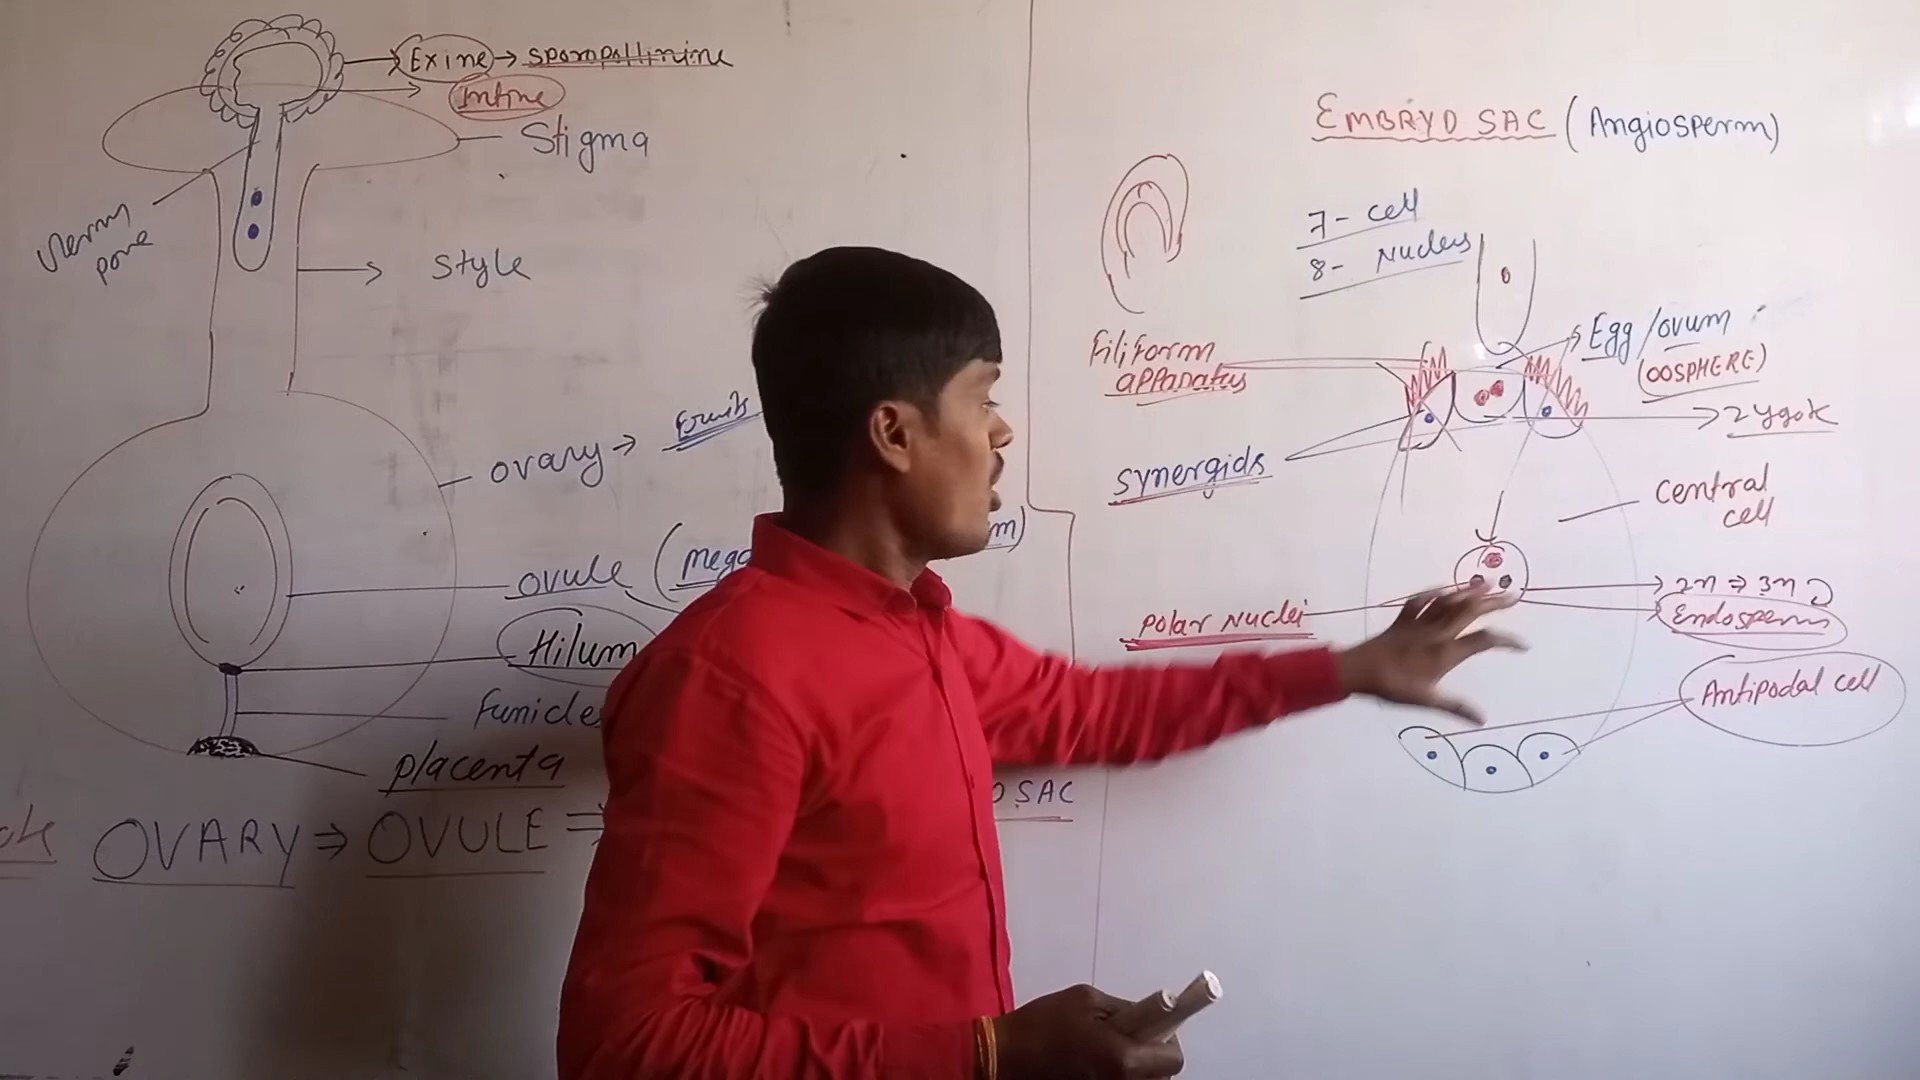 Exine → sporopollinine
Intine
Stigma
Germ
pore
style
ovary → Fruits
ovule (mega
m)
Hilum
Funicle
placenta
OVARY ⇒ OVULE ⇒
SAC
EMBRYO SAC (Angiosperm)
7 - cell
8 - Nucleus
Filiform
apparatus
Egg/ovum
(OOSPHERE)
zygote
synergids
central
cell
polar nuclei
2n ⇒ 3n
Endosperm
Antipodal cell